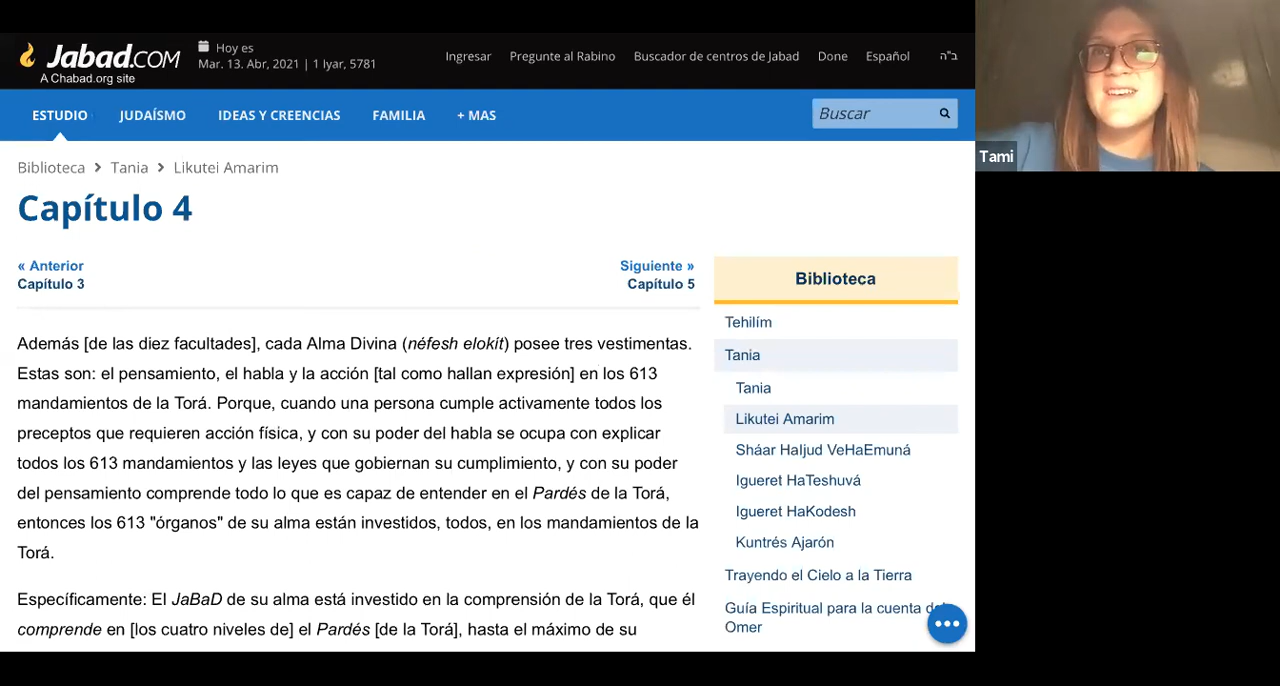 Jabad.COM
A Chabad.org site
Hoy es
Mar. 13. Abr, 2021 | 1 Iyar, 5781
Ingresar Pregunte al Rabino Buscador de centros de Jabad Done Español ב"ה
ESTUDIO JUDAÍSMO IDEAS Y CREENCIAS FAMILIA + MAS
Buscar
Biblioteca > Tania > Likutei Amarim
Capítulo 4
« Anterior
Capítulo 3
Siguiente »
Capítulo 5
Además [de las diez facultades], cada Alma Divina (néfesh elokít) posee tres vestimentas.
Estas son: el pensamiento, el habla y la acción [tal como hallan expresión] en los 613
mandamientos de la Torá. Porque, cuando una persona cumple activamente todos los
preceptos que requieren acción física, y con su poder del habla se ocupa con explicar
todos los 613 mandamientos y las leyes que gobiernan su cumplimiento, y con su poder
del pensamiento comprende todo lo que es capaz de entender en el Pardés de la Torá,
entonces los 613 "órganos" de su alma están investidos, todos, en los mandamientos de la
Torá.
Específicamente: El JaBaD de su alma está investido en la comprensión de la Torá, que él
comprende en [los cuatro niveles de] el Pardés [de la Torá], hasta el máximo de su
Biblioteca
Tehilím
Tania
Tania
Likutei Amarim
Sháar HaIjud VeHaEmuná
Igueret HaTeshuvá
Igueret HaKodesh
Kuntrés Ajarón
Trayendo el Cielo a la Tierra
Guía Espiritual para la cuenta
Omer
Tami